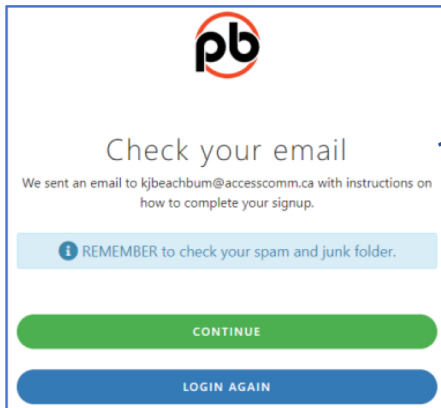 pb
Check your email
We sent an email to kjbeachbum@accesscomm.ca with instructions on
how to complete your signup.
REMEMBER to check your spam and junk folder.
CONTINUE
LOGIN AGAIN